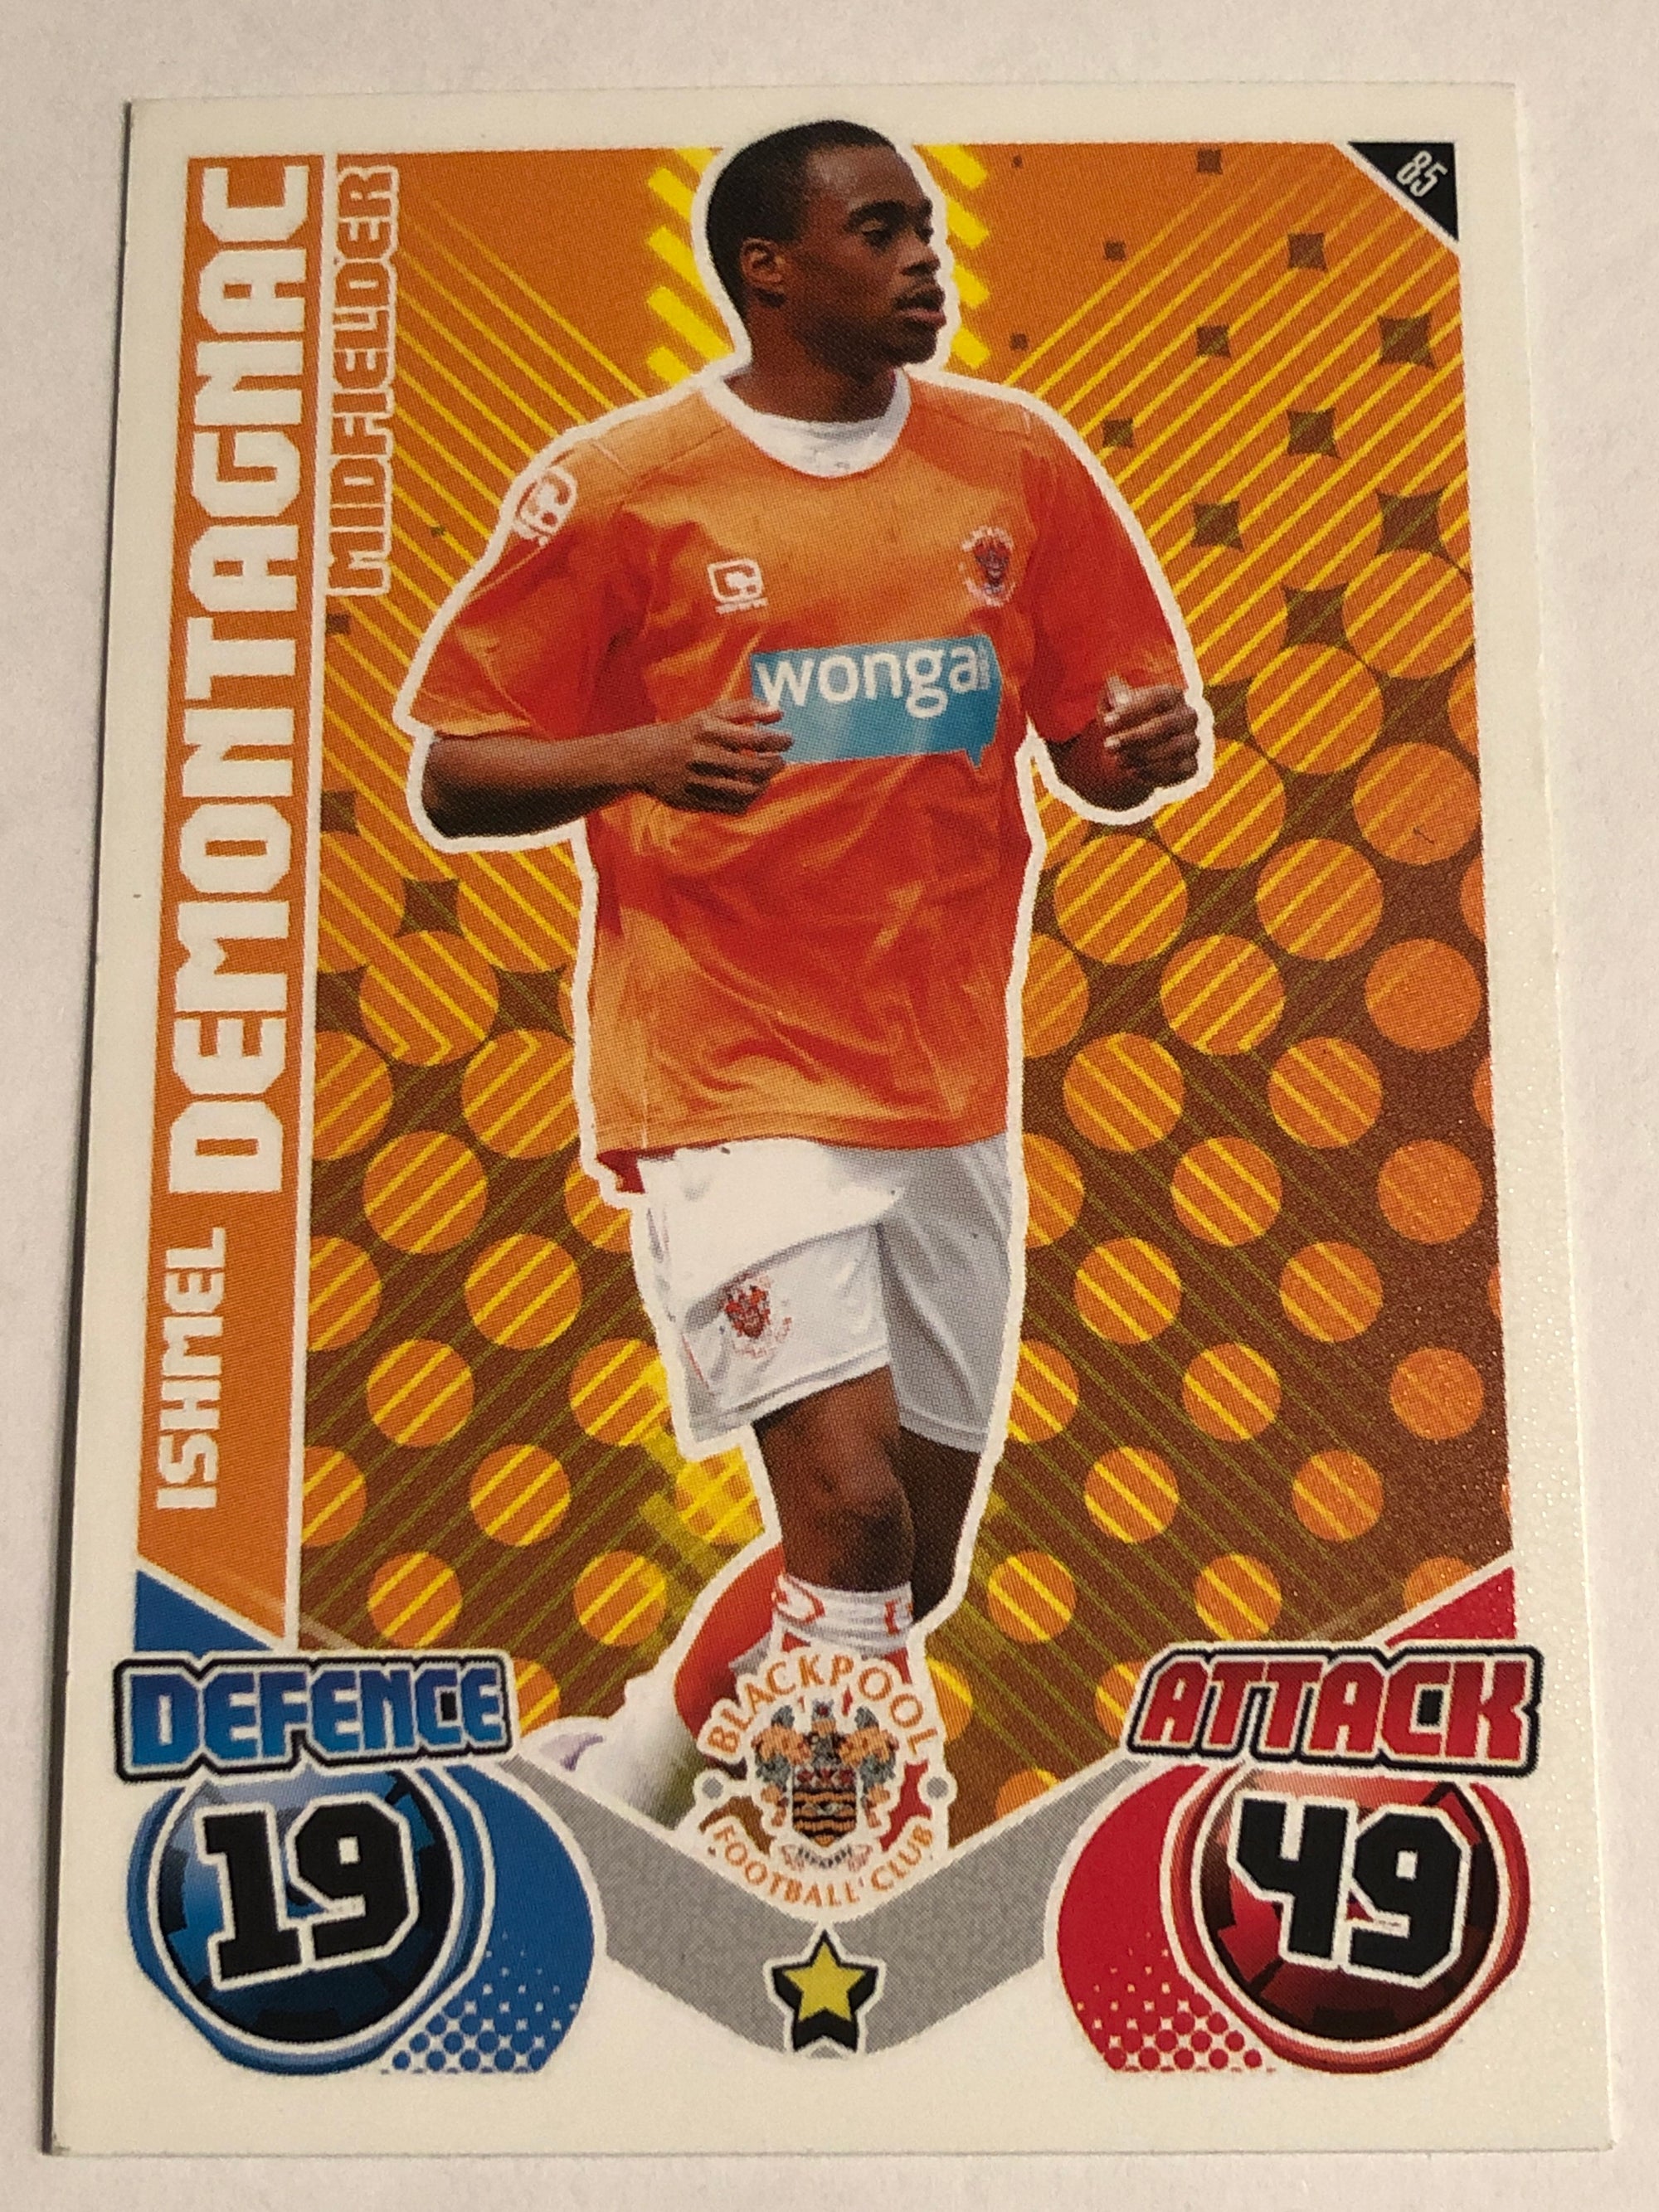 85
ISHMEL DEMONTAGNAC
MIDFIELDER
wonga
BLACKPOOL
FOOTBALL CLUB
DEFENCE
19
ATTACK
49